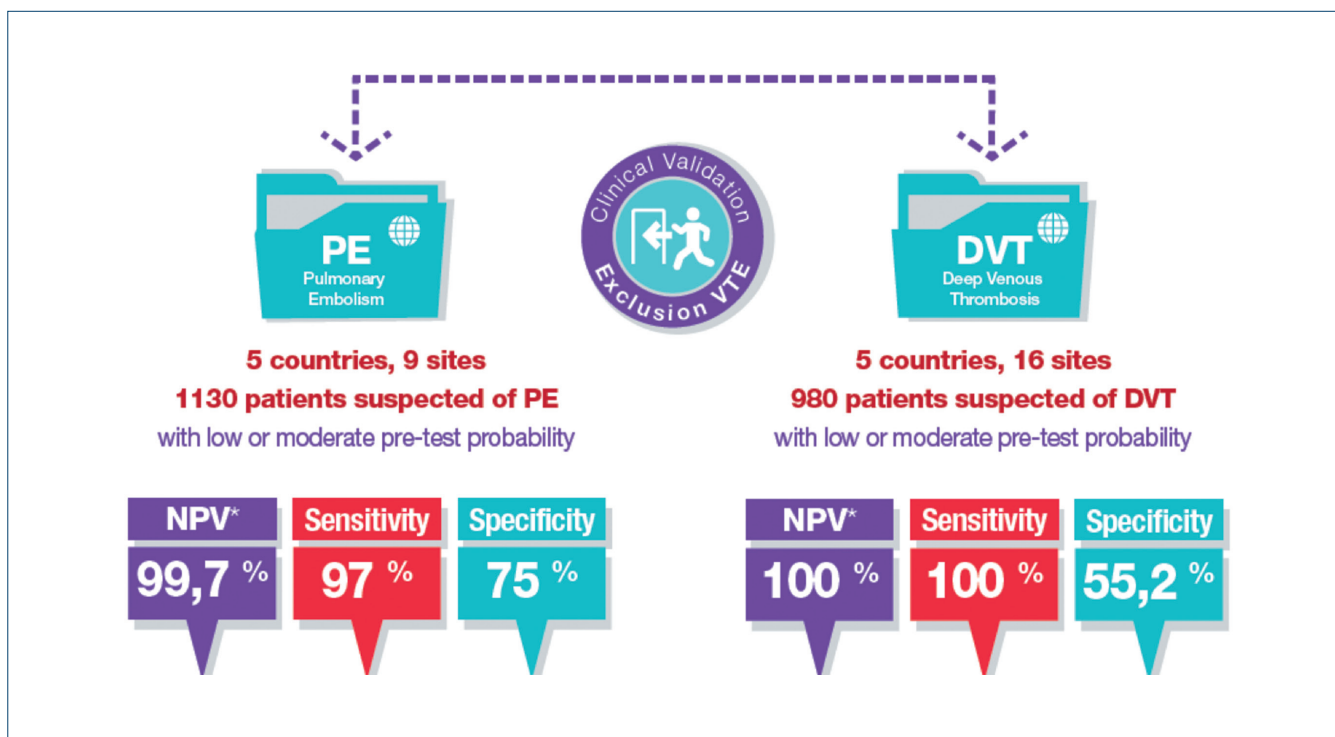 PE
Pulmonary
Embolism
Clinical Validation
Exclusion VTE
DVT
Deep Venous
Thrombosis
5 countries, 9 sites
1130 patients suspected of PE
with low or moderate pre-test probability
5 countries, 16 sites
980 patients suspected of DVT
with low or moderate pre-test probability
NPV*
Sensitivity
Specificity
99,7 %
97 %
75 %
NPV*
Sensitivity
Specificity
100 %
100 %
55,2 %